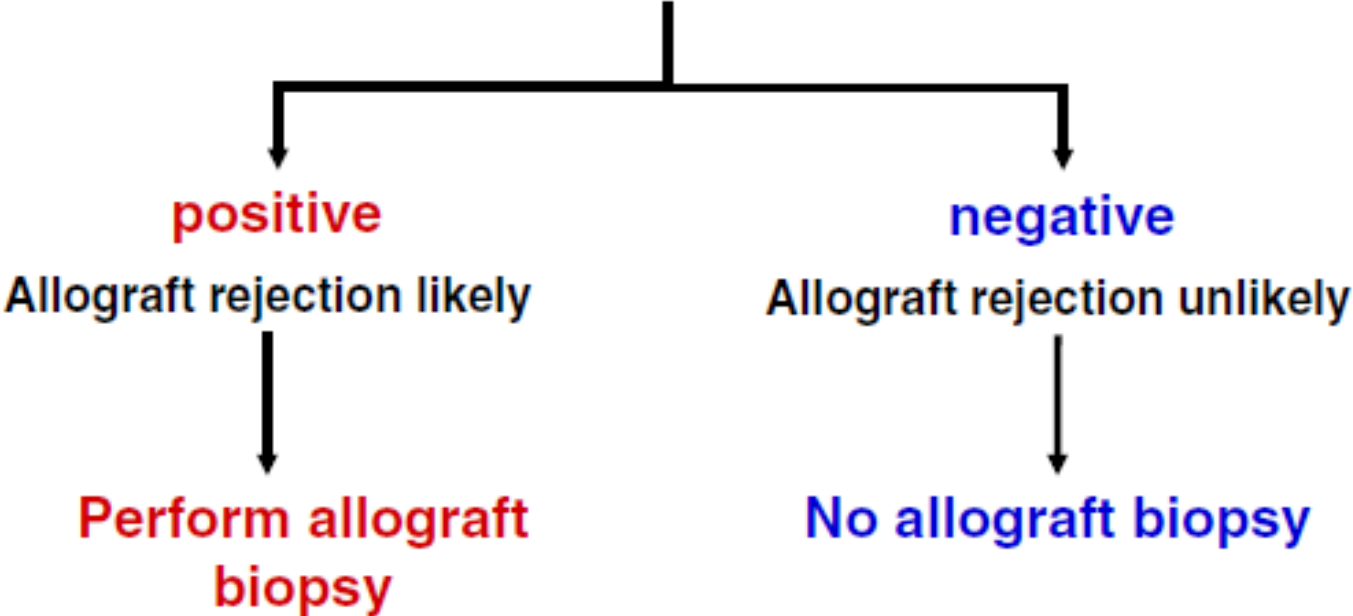 positive
negative
Allograft rejection likely
Allograft rejection unlikely
Perform allograft
biopsy
No allograft biopsy